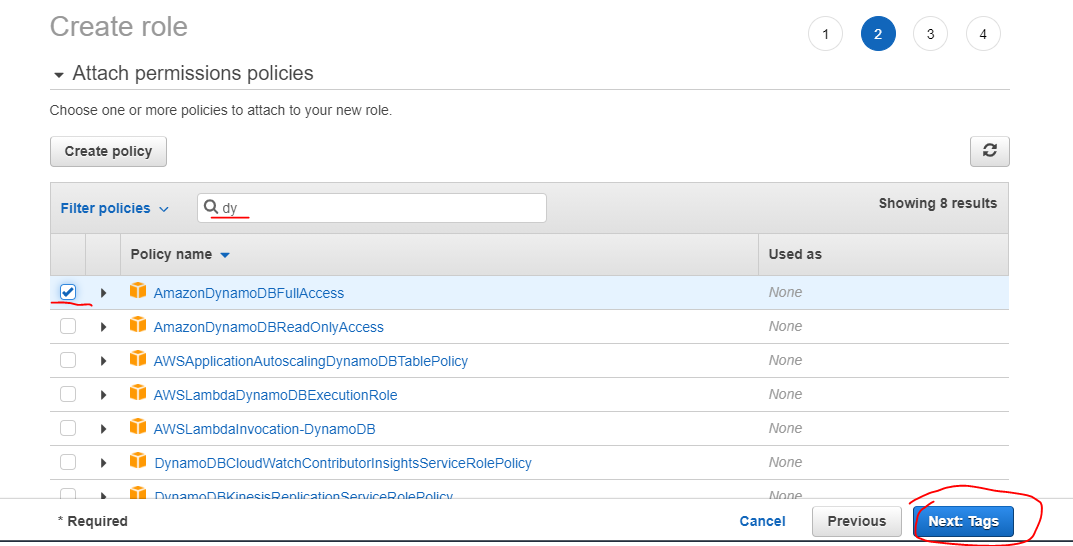 Create role
1 2 3 4
Attach permissions policies
Choose one or more policies to attach to your new role.
Create policy
Filter policies dy Showing 8 results
Policy name Used as
AmazonDynamoDBFullAccess None
AmazonDynamoDBReadOnlyAccess None
AWSApplicationAutoscalingDynamoDBTablePolicy None
AWSLambdaDynamoDBExecutionRole None
AWSLambdaInvocation-DynamoDB None
DynamoDBCloudWatchContributorInsightsServiceRolePolicy None
DynamoDBKinesisReplicationServiceRolePolicy None
* Required Cancel Previous Next: Tags